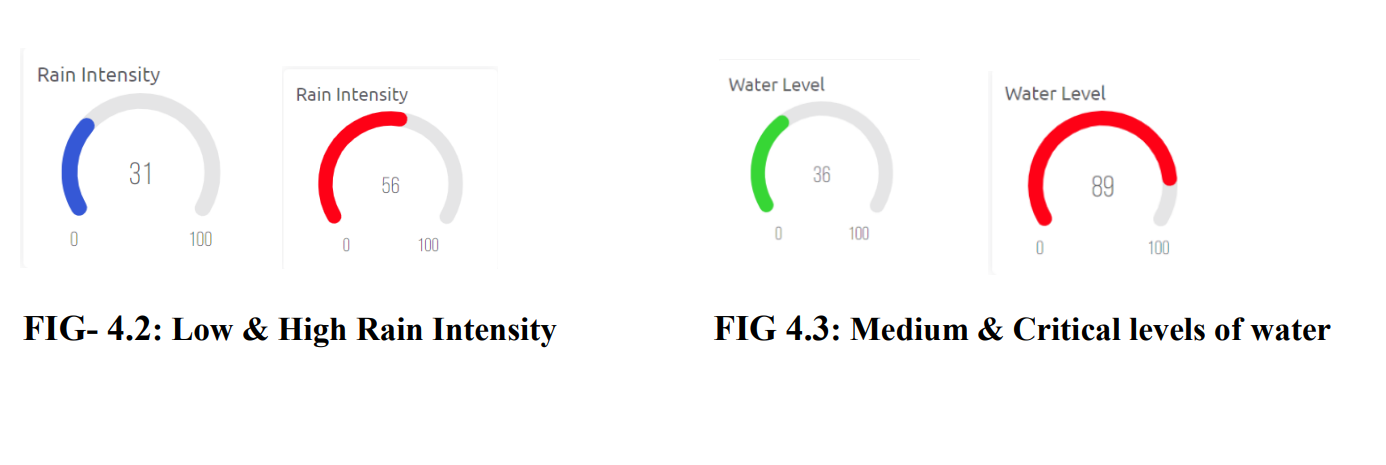 Rain Intensity
31
0 100
Rain Intensity
56
0 100
FIG- 4.2: Low & High Rain Intensity
Water Level
36
0 100
Water Level
89
0 100
FIG 4.3: Medium & Critical levels of water